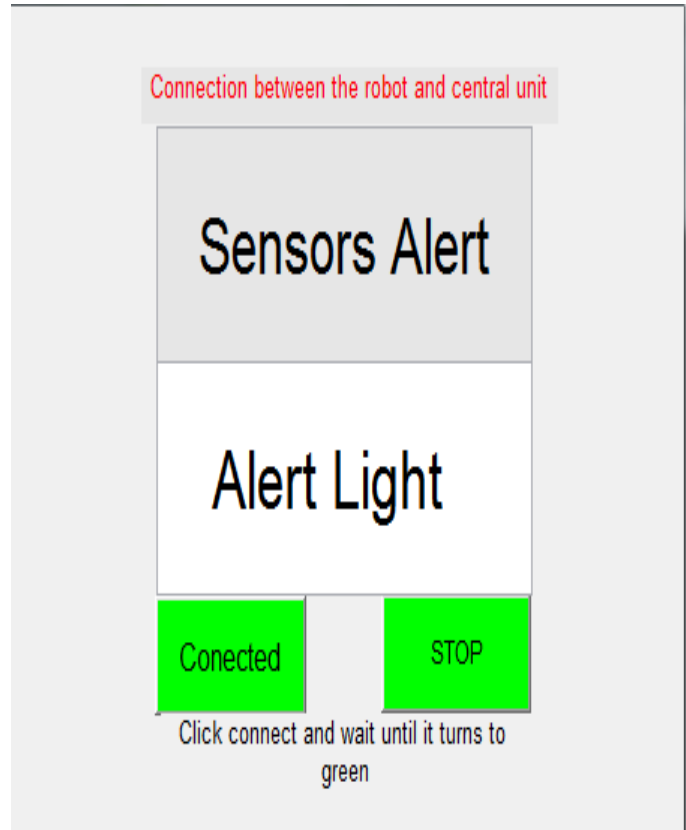 Connection between the robot and central unit
Sensors Alert
Alert Light
Conected
STOP
Click connect and wait until it turns to
green